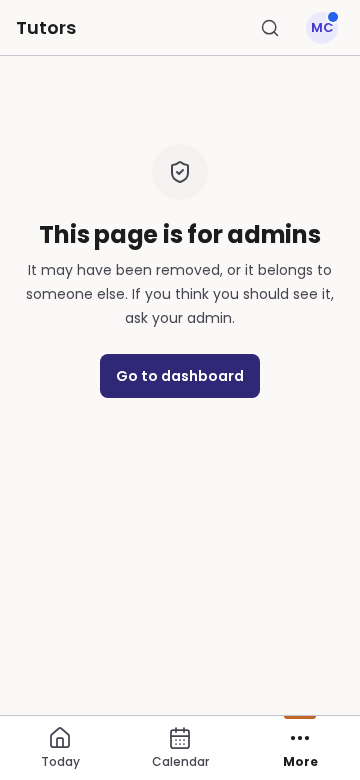 Tutors
MC
This page is for admins
It may have been removed, or it belongs to
someone else. If you think you should see it,
ask your admin.
Go to dashboard
Today
Calendar
More